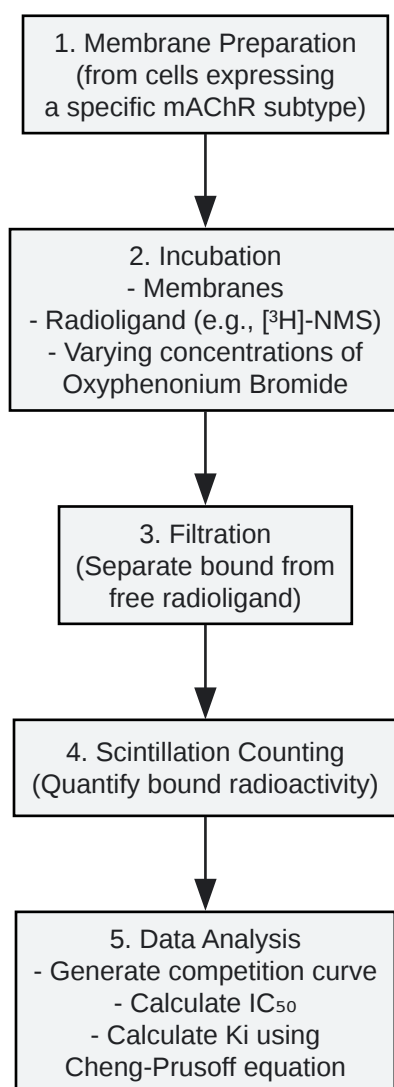 1. Membrane Preparation
(from cells expressing
a specific mAChR subtype)
2. Incubation
- Membranes
- Radioligand (e.g., [³H]-NMS)
- Varying concentrations of
Oxyphenonium Bromide
3. Filtration
(Separate bound from
free radioligand)
4. Scintillation Counting
(Quantify bound radioactivity)
5. Data Analysis
- Generate competition curve
- Calculate IC₅₀
- Calculate Ki using
Cheng-Prusoff equation